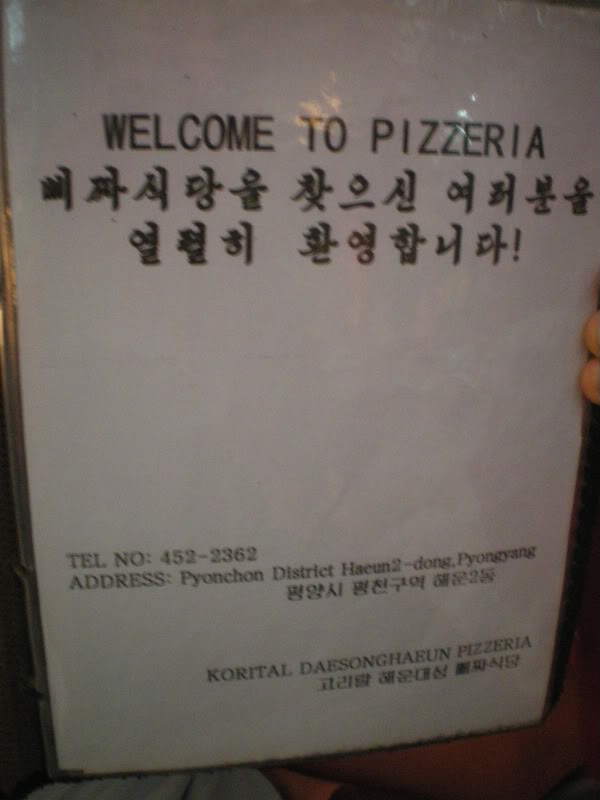 WELCOME TO PIZZERIA
삐짜식당을 찾으신 여러분을
열렬히 환영합니다!
TEL NO: 452-2362
ADDRESS: Pyonchon District Haeun2-dong,Pyongyang
평양시 평천구역 해운2동
KORITAL DAESONGHAEUN PIZZERIA
고리딸 해운대성 삐짜식당